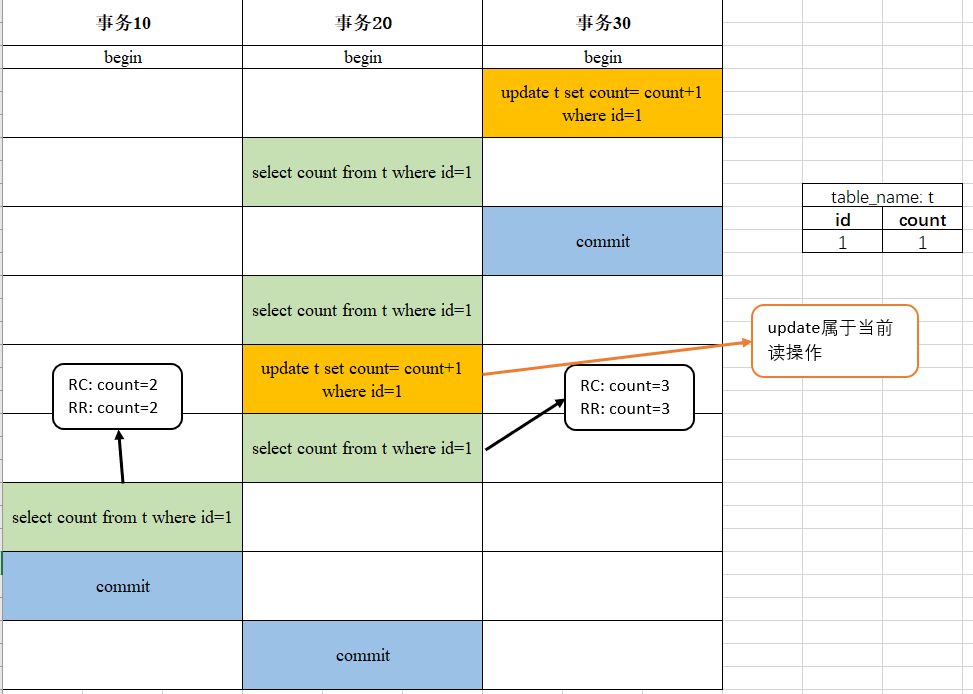 事务10
事务20
事务30
begin
begin
begin
update t set count= count+1
where id=1
select count from t where id=1
commit
select count from t where id=1
update t set count= count+1
where id=1
select count from t where id=1
select count from t where id=1
commit
commit
RC: count=2
RR: count=2
RC: count=3
RR: count=3
update属于当前
读操作
table_name: t
id count
1 1